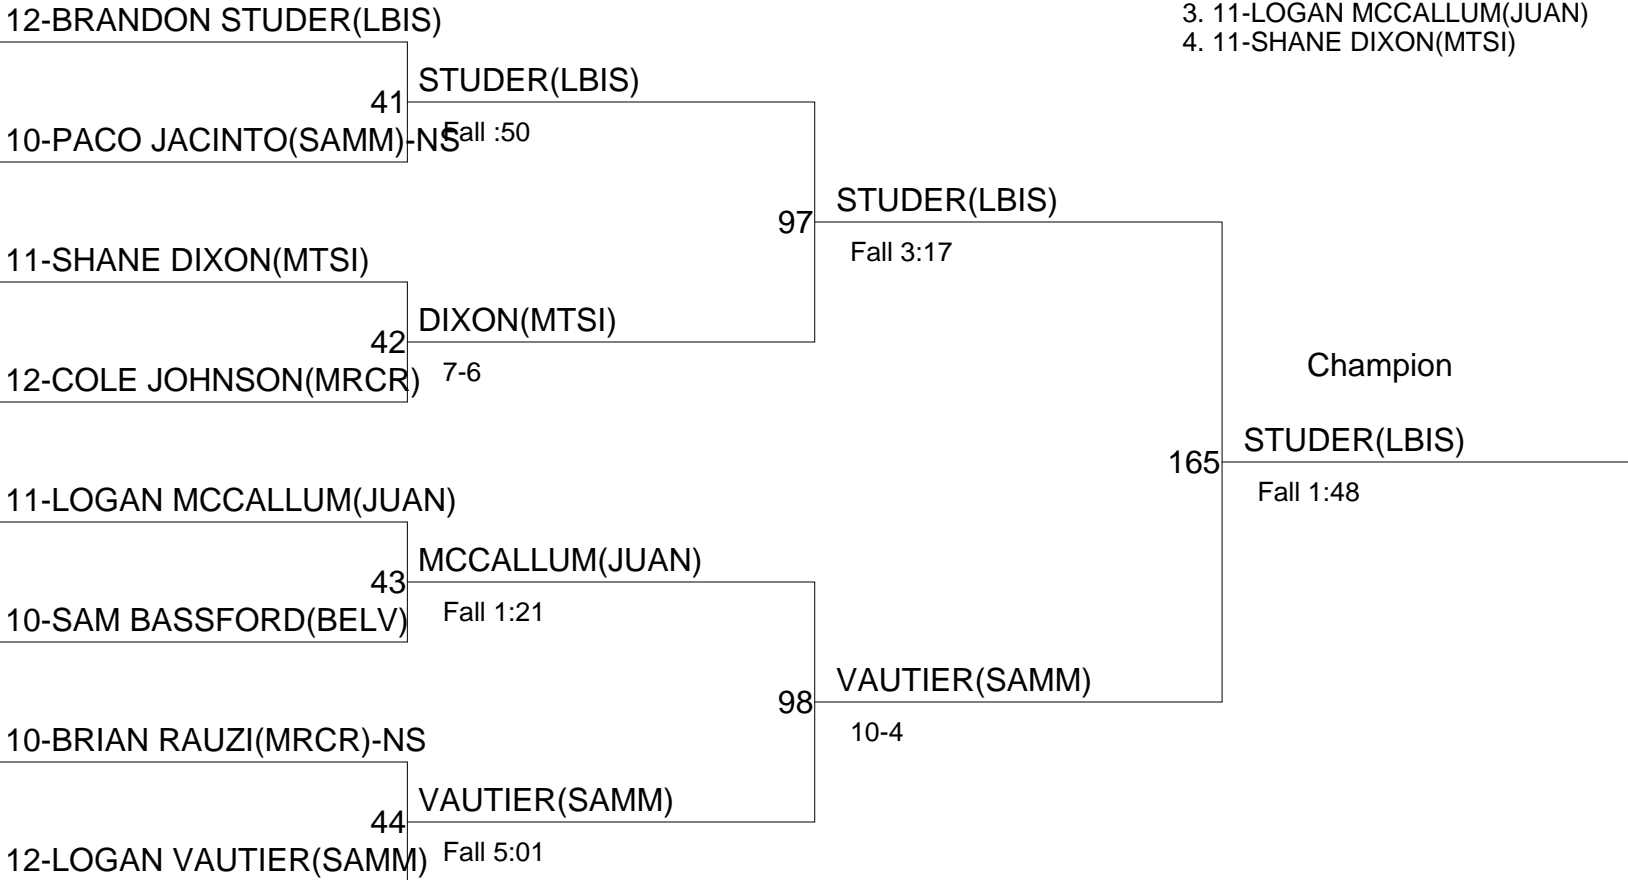 12-BRANDON STUDER(LBIS)
3. 11-LOGAN MCCALLUM(JUAN)
4. 11-SHANE DIXON(MTSI)
STUDER(LBIS)
41
Fall :50
10-PACO JACINTO(SAMM)-NS
STUDER(LBIS)
97
Fall 3:17
11-SHANE DIXON(MTSI)
DIXON(MTSI)
42
7-6
12-COLE JOHNSON(MRCR)
Champion
STUDER(LBIS)
165
Fall 1:48
11-LOGAN MCCALLUM(JUAN)
MCCALLUM(JUAN)
43
Fall 1:21
10-SAM BASSFORD(BELV)
VAUTIER(SAMM)
98
10-4
10-BRIAN RAUZI(MRCR)-NS
VAUTIER(SAMM)
44
Fall 5:01
12-LOGAN VAUTIER(SAMM)